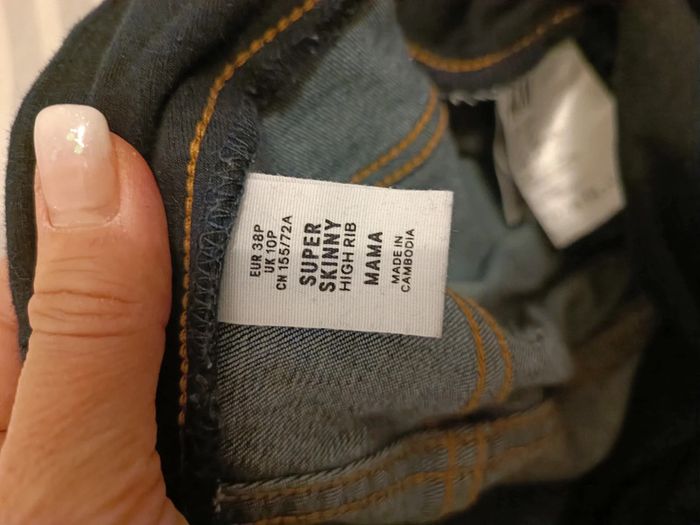 EUR 38P
UK 10P
CN 155/72A
SUPER
SKINNY
HIGH RIB
MAMA
MADE IN
CAMBODIA